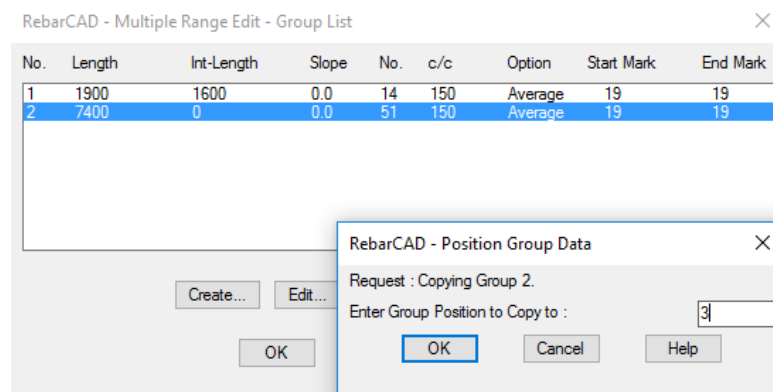 RebarCAD - Multiple Range Edit - Group List
No. Length Int-Length Slope No. c/c Option Start Mark End Mark
1 1900 1600 0.0 14 150 Average 19 19
2 7400 0 0.0 51 150 Average 19 19
RebarCAD - Position Group Data
Request : Copying Group 2.
Create... Edit...
Enter Group Position to Copy to : 3
OK
OK Cancel Help